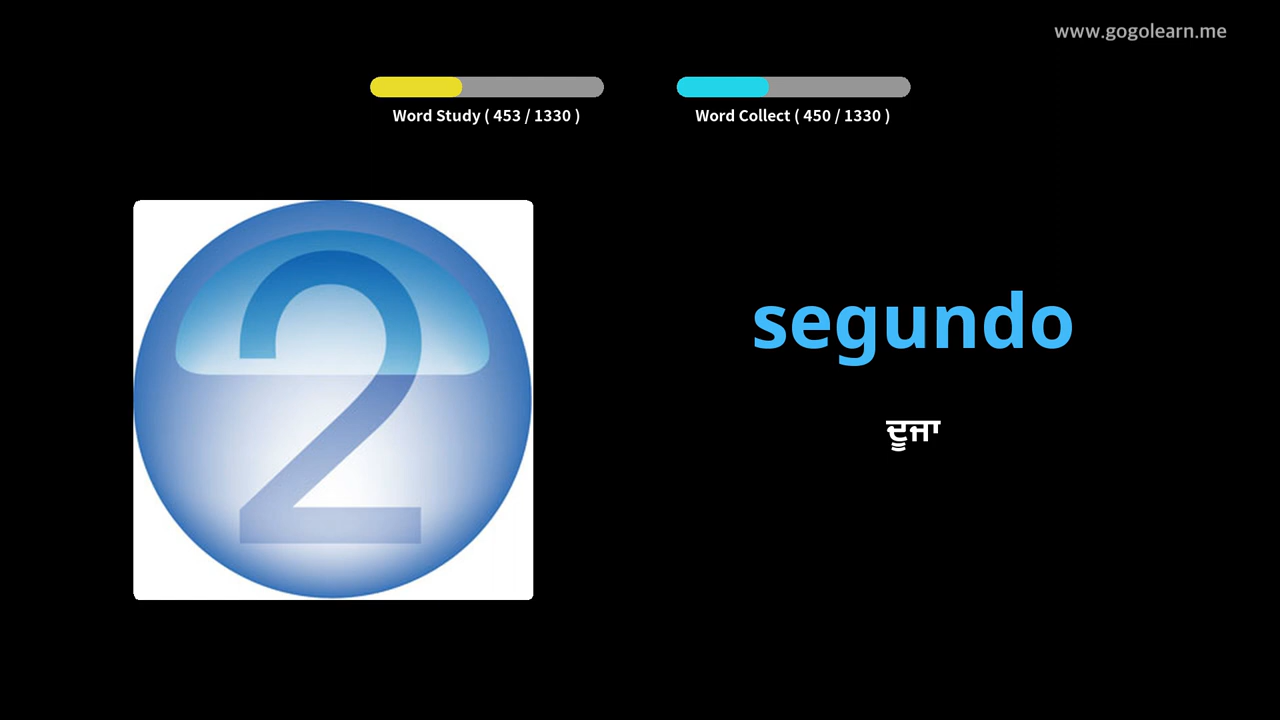 www.gogolearn.me
Word Study ( 453 / 1330 )
Word Collect ( 450 / 1330 )
2
segundo
ਦੂਜਾ